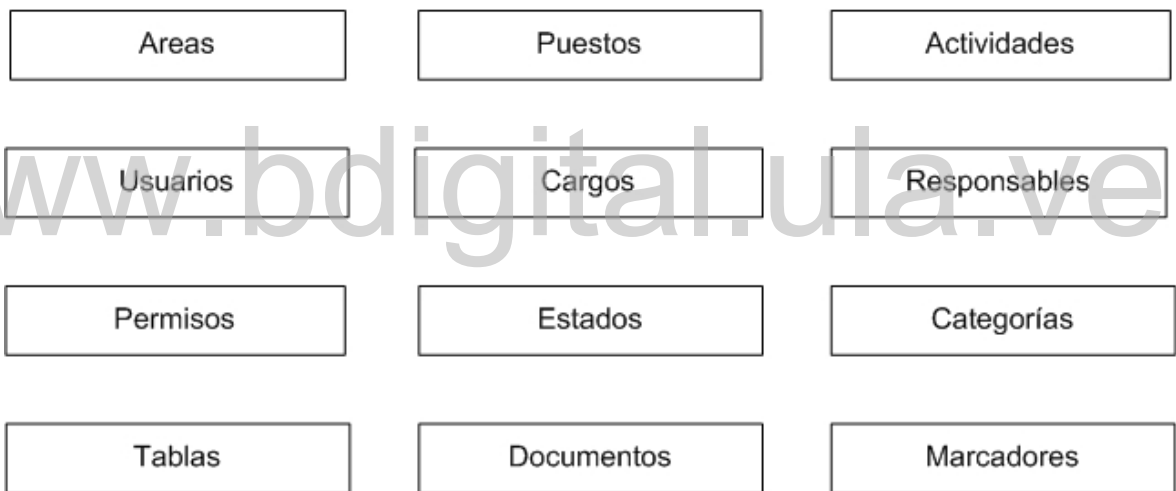 Areas Puestos Actividades
Usuarios Cargos Responsables
www.bdigital.ula.ve
Permisos Estados Categorías
Tablas Documentos Marcadores